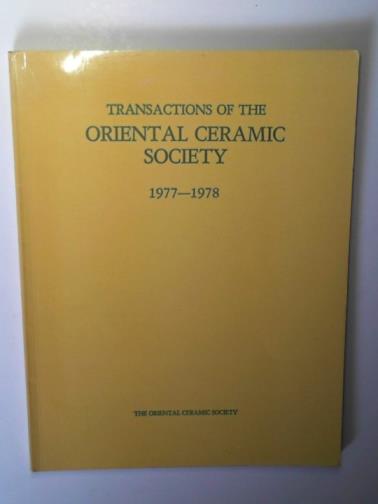 TRANSACTIONS OF THE
ORIENTAL CERAMIC
SOCIETY
1977—1978
THE ORIENTAL CERAMIC SOCIETY